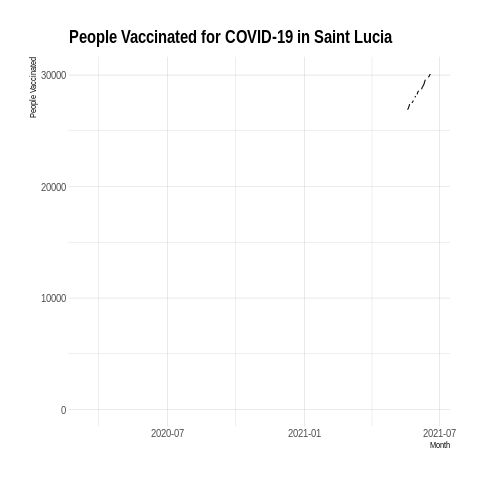 People Vaccinated for COVID-19 in Saint Lucia
People Vaccinated
30000
20000
10000
0
2020-07 2021-01 2021-07
Month